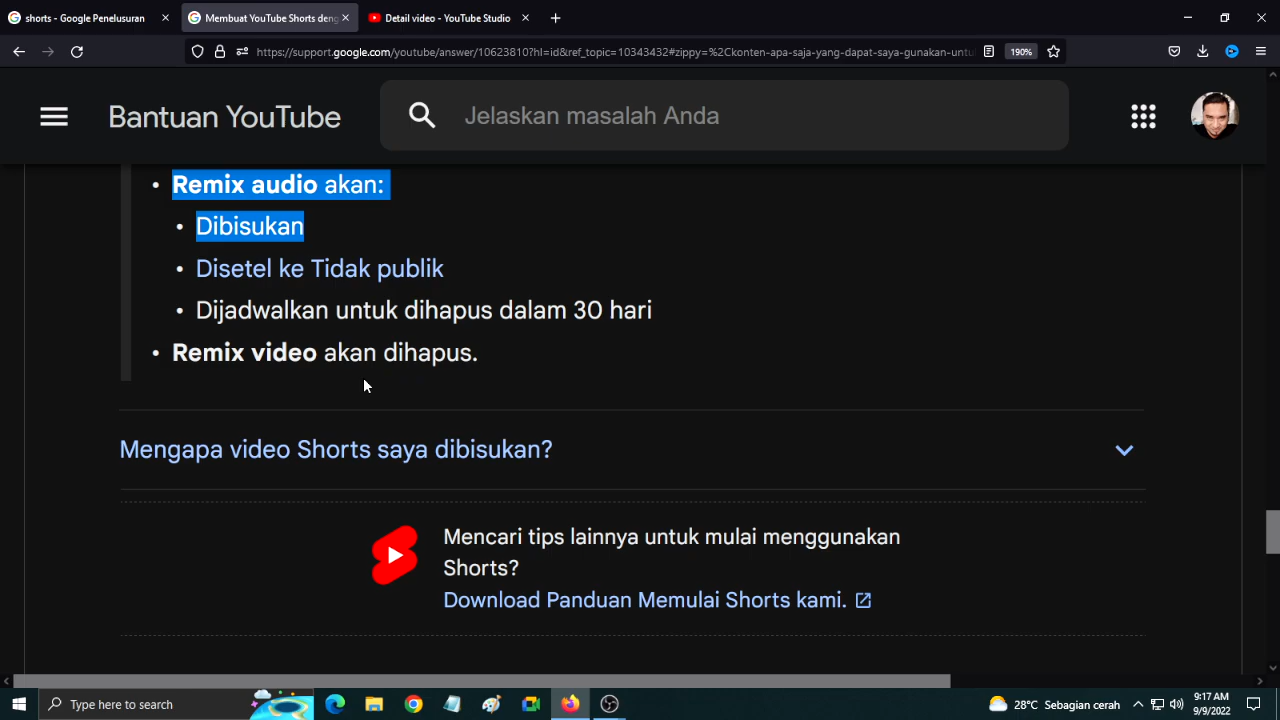 shorts - Google Penelusuran
Membuat YouTube Shorts deng
Detail video - YouTube Studio
https://support.google.com/youtube/answer/10623810?hl=id&ref_topic=10343432#zippy=%2Ckonten-apa-saja-yang-dapat-saya-gunakan-untu
190%
Bantuan YouTube
Jelaskan masalah Anda
• Remix audio akan:
• Dibisukan
• Disetel ke Tidak publik
• Dijadwalkan untuk dihapus dalam 30 hari
• Remix video akan dihapus.
Mengapa video Shorts saya dibisukan?
Mencari tips lainnya untuk mulai menggunakan
Shorts?
Download Panduan Memulai Shorts kami.
Type here to search
28°C Sebagian cerah
9:17 AM
9/9/2022